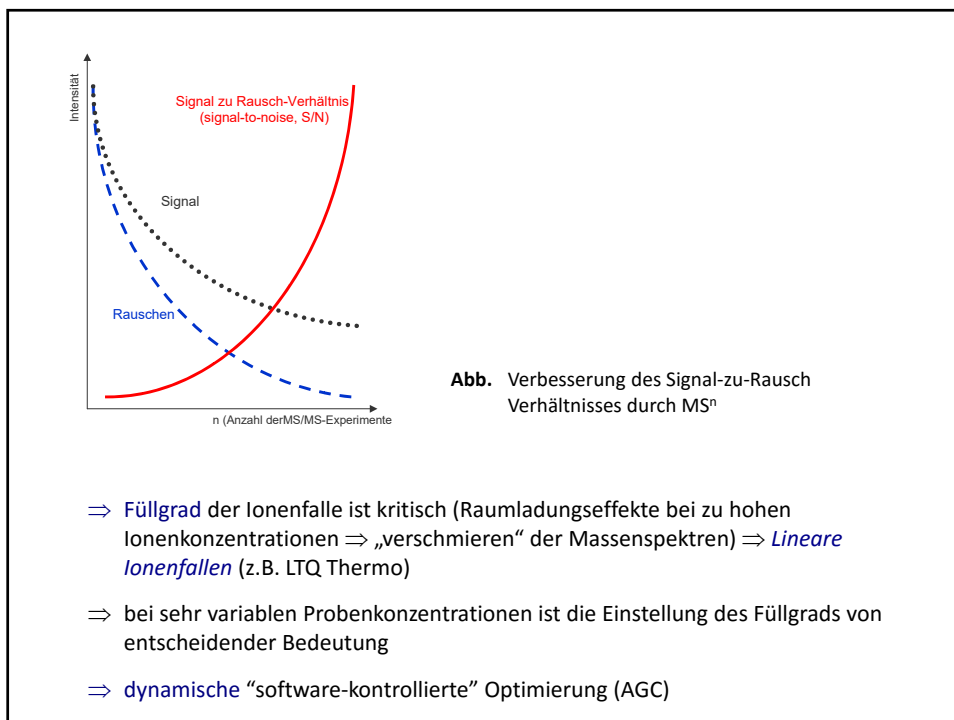 Intensität
Signal zu Rausch-Verhältnis
(signal-to-noise, S/N)
Signal
Rauschen
n (Anzahl derMS/MS-Experimente
Abb. Verbesserung des Signal-zu-Rausch
Verhältnisses durch MSⁿ
⇒ Füllgrad der Ionenfalle ist kritisch (Raumladungseffekte bei zu hohen
Ionenkonzentrationen ⇒ „verschmieren“ der Massenspektren) ⇒ Lineare
Ionenfallen (z.B. LTQ Thermo)
⇒ bei sehr variablen Probenkonzentrationen ist die Einstellung des Füllgrads von
entscheidender Bedeutung
⇒ dynamische “software-kontrollierte” Optimierung (AGC)